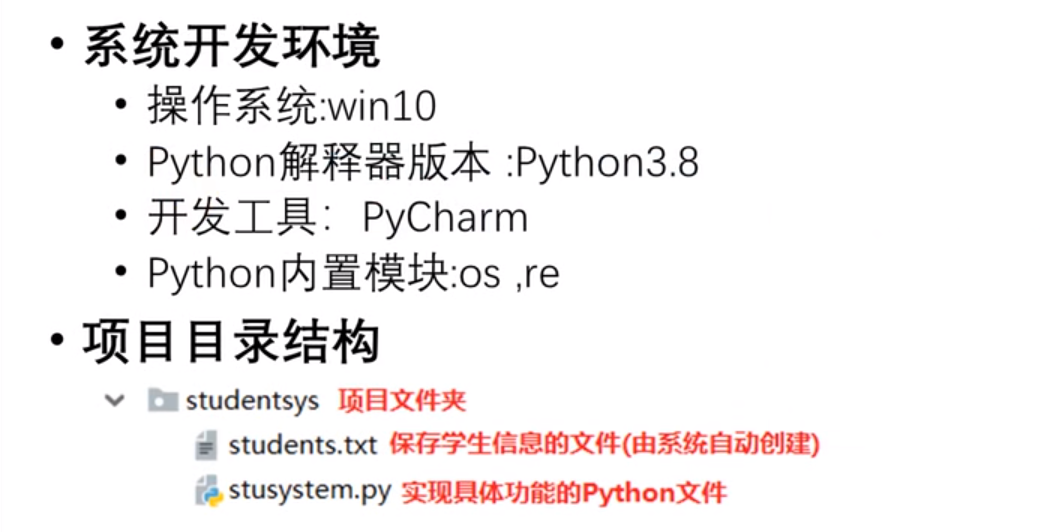 • 系统开发环境
• 操作系统:win10
• Python解释器版本 :Python3.8
• 开发工具： PyCharm
• Python内置模块:os ,re
• 项目目录结构
studentsys 项目文件夹
students.txt 保存学生信息的文件(由系统自动创建)
stusystem.py 实现具体功能的Python文件